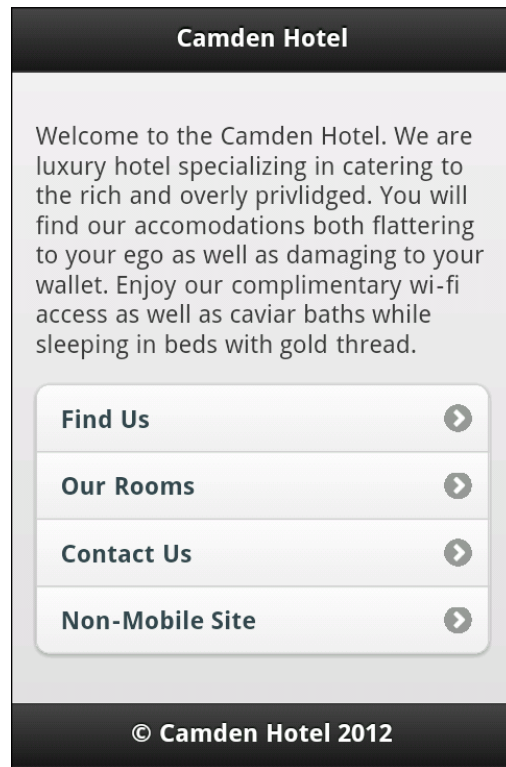 Camden Hotel
Welcome to the Camden Hotel. We are
luxury hotel specializing in catering to
the rich and overly privlidged. You will
find our accomodations both flattering
to your ego as well as damaging to your
wallet. Enjoy our complimentary wi-fi
access as well as caviar baths while
sleeping in beds with gold thread.
Find Us
Our Rooms
Contact Us
Non-Mobile Site
© Camden Hotel 2012